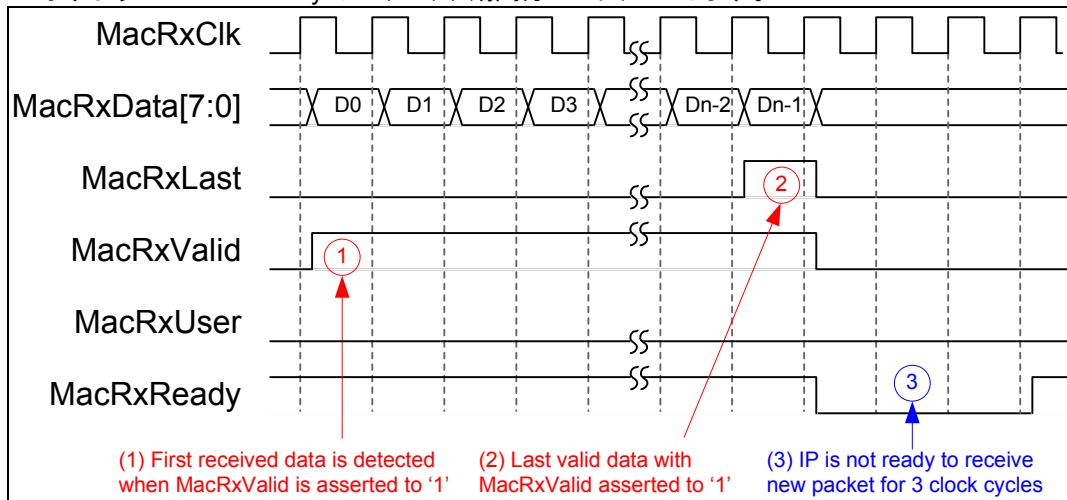 MacRxClk
MacRxData[7:0]
D0 D1 D2 D3 Dn-2 Dn-1
MacRxLast
2
MacRxValid
1
MacRxUser
MacRxReady
3
(1) First received data is detected
when MacRxValid is asserted to ‘1’
(2) Last valid data with
MacRxValid asserted to ‘1’
(3) IP is not ready to receive
new packet for 3 clock cycles